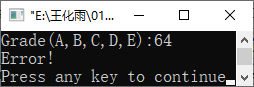 "E:\王化雨\01...
Grade(A,B,C,D,E):64
Error!
Press any key to continue